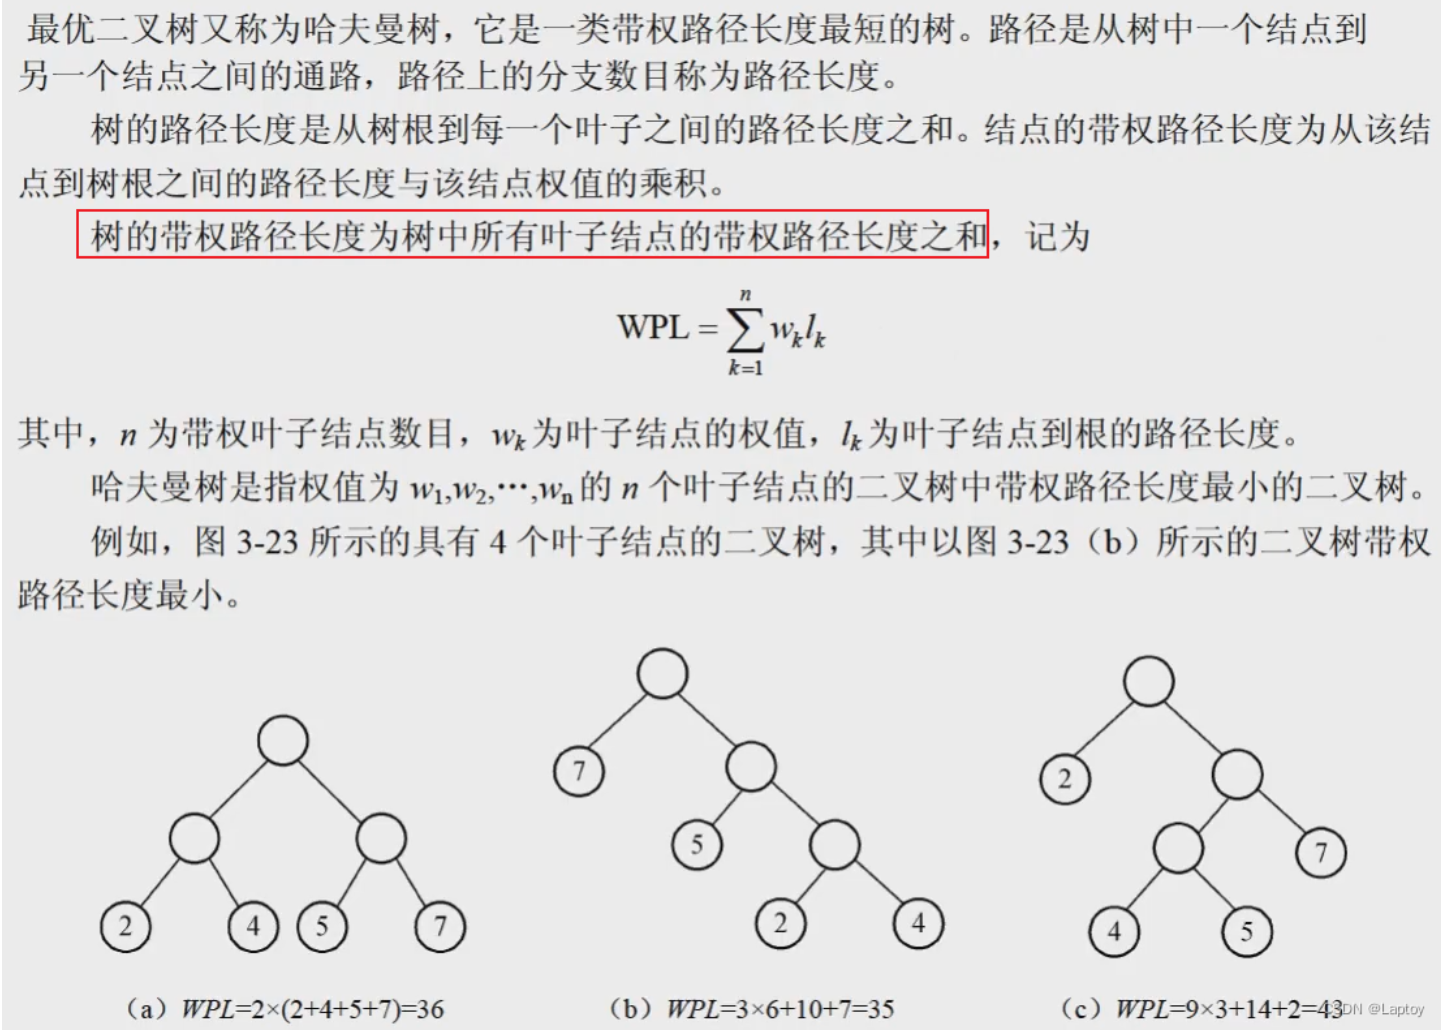 最优二叉树又称为哈夫曼树，它是一类带权路径长度最短的树。路径是从树中一个结点到
另一个结点之间的通路，路径上的分支数目称为路径长度。
树的路径长度是从树根到每一个叶子之间的路径长度之和。结点的带权路径长度为从该结
点到树根之间的路径长度与该结点权值的乘积。
树的带权路径长度为树中所有叶子结点的带权路径长度之和，记为
n
WPL = ∑ wₖlₖ
k=1
其中，n 为带权叶子结点数目，wₖ为叶子结点的权值，lₖ为叶子结点到根的路径长度。
哈夫曼树是指权值为 w₁,w₂,⋯,wₙ的 n 个叶子结点的二叉树中带权路径长度最小的二叉树。
例如，图 3-23 所示的具有 4 个叶子结点的二叉树，其中以图 3-23（b）所示的二叉树带权
路径长度最小。
2 4 5 7
7
5
2 4
2
7
4 5
（a）WPL=2×(2+4+5+7)=36
（b）WPL=3×6+10+7=35
（c）WPL=9×3+14+2=43
CSDN @Laptoy